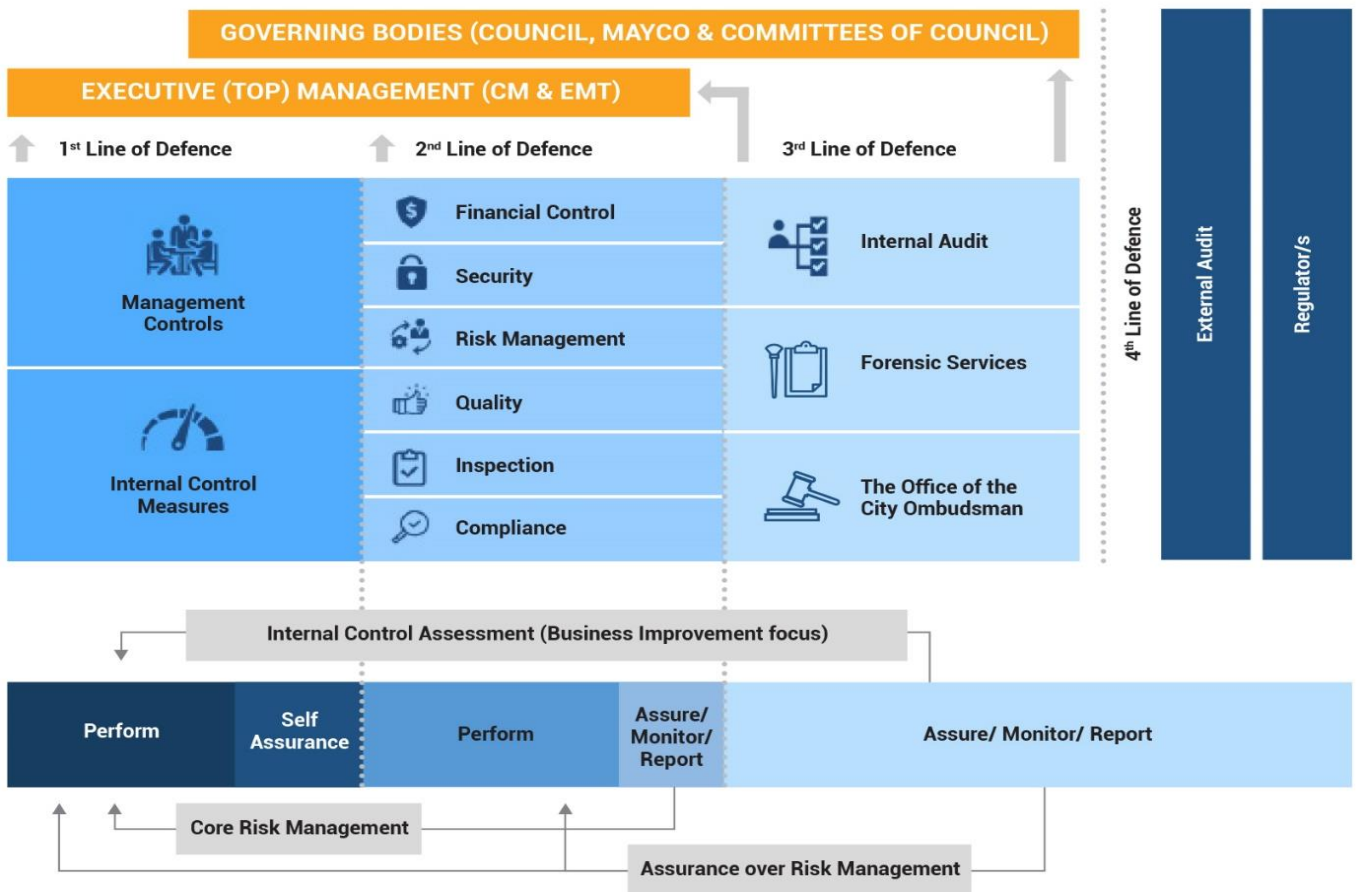 GOVERNING BODIES (COUNCIL, MAYCO & COMMITTEES OF COUNCIL)
EXECUTIVE (TOP) MANAGEMENT (CM & EMT)
1st Line of Defence
2nd Line of Defence
3rd Line of Defence
Management
Controls
Internal Control
Measures
$
Financial Control
Security
Risk Management
Quality
Inspection
Compliance
Internal Audit
Forensic Services
The Office of the
City Ombudsman
4th Line of Defence
External Audit
Regulator/s
Internal Control Assessment (Business Improvement focus)
Perform
Self
Assurance
Perform
Assure/
Monitor/
Report
Assure/ Monitor/ Report
Core Risk Management
Assurance over Risk Management